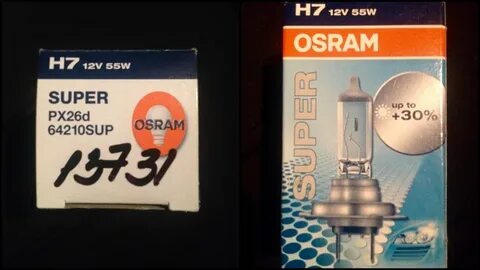 H7 12V 55W
SUPER
PX26d
64210SUP
OSRAM
13731
H7 12V 55W
OSRAM
SUPER
up to
+30%